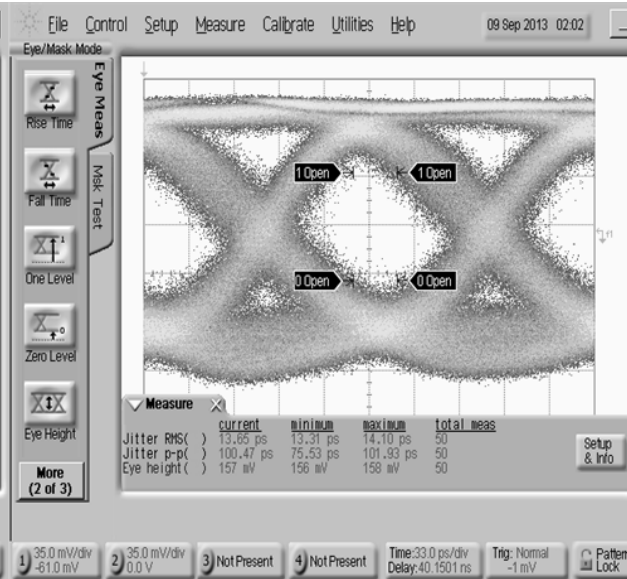 File Control Setup Measure Calibrate Utilities Help 09 Sep 2013 02:02
Eye/Mask Mode
Eye Meas
Msk Test
Rise Time
Fall Time
One Level
Zero Level
Eye Height
More
(2 of 3)
1 Open 1 Open
0 Open 0 Open
f1
Measure
current minimum maximum total meas
Jitter RMS( ) 13.65 ps 13.31 ps 14.10 ps 50
Jitter p-p( ) 100.47 ps 75.53 ps 101.93 ps 50
Eye height( ) 157 mV 156 mV 158 mV 50
Setup
& Info
1) 35.0 mV/div
-61.0 mV
2) 35.0 mV/div
0.0 V
3) Not Present
4) Not Present
Time:33.0 ps/div
Delay:40.1501 ns
Trig: Normal
-1 mV
Pattern
Lock